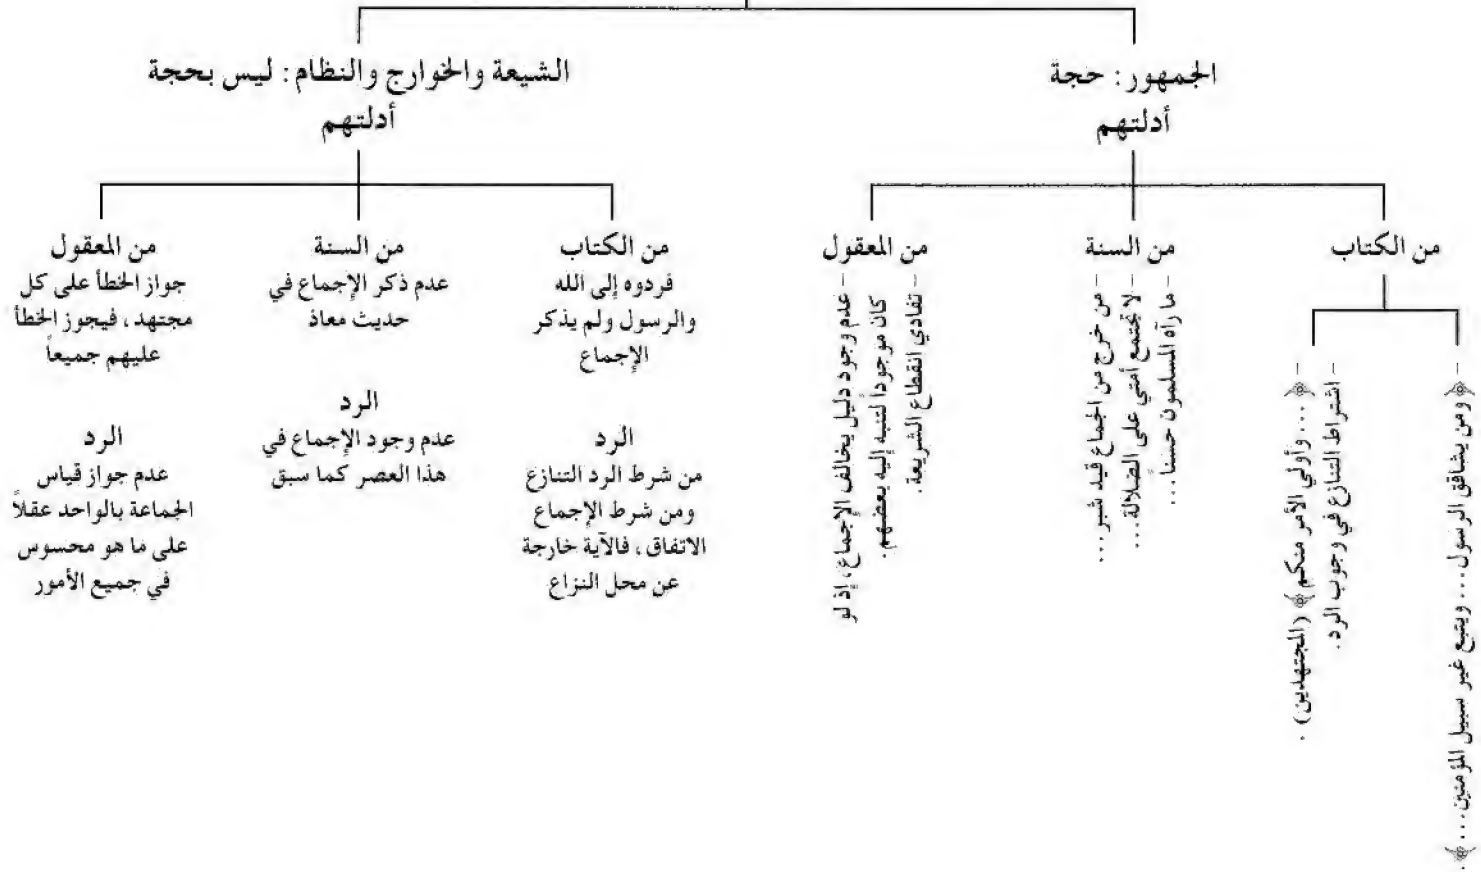 الجمهور : حجة
أدلتهم
من الكتاب
– ﴿ ومن يشاقق الرسول ... ويتبع غير سبيل المؤمنين ... ﴾ .
– ﴿ ... وأولي الأمر منكم ﴾ (المجتهدين) .
– اشتراط التنازع في وجوب الرد .
من السنة
– من خرج من الجماع قيد شبر ...
– لا تجتمع أمتي على الضلالة ...
– ما رآه المسلمون حسنًا ...
من المعقول
– عدم وجود دليل يخالف الإجماع ، إذ لو
كان موجوداً لتنبه إليه بعضهم .
– تفادي انقطاع الشريعة .
الشيعة والخوارج والنظام : ليس بحجة
أدلتهم
من الكتاب
فردوه إلى الله
والرسول ولم يذكر
الإجماع
الرد
من شرط الرد التنازع
ومن شرط الإجماع
الاتفاق ، فالآية خارجة
عن محل النزاع
من السنة
عدم ذكر الإجماع في
حديث معاذ
الرد
عدم وجود الإجماع في
هذا العصر كما سبق
من المعقول
جواز الخطأ على كل
مجتهد ، فيجوز الخطأ
عليهم جميعاً
الرد
عدم جواز قياس
الجماعة بالواحد عقلاً
على ما هو محسوس
في جميع الأمور